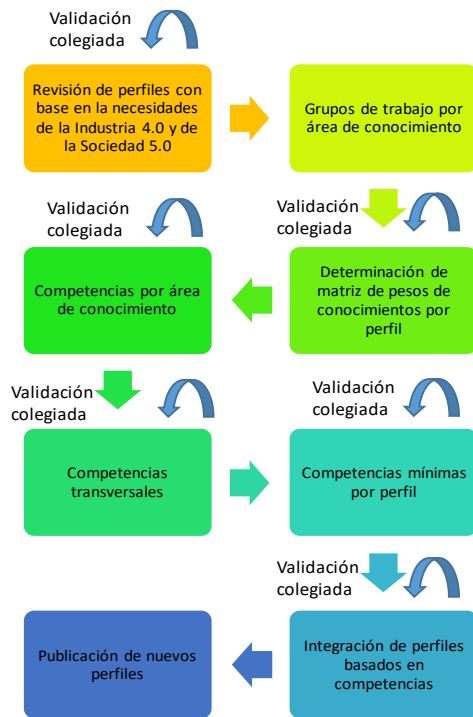 Validación
colegiada
Revisión de perfiles con
base en la necesidades
de la Industria 4.0 y de
la Sociedad 5.0
Grupos de trabajo por
área de conocimiento
Validación
colegiada
Validación
colegiada
Determinación de
matriz de pesos de
conocimientos por
perfil
Competencias por área
de conocimiento
Validación
colegiada
Competencias
transversales
Validación
colegiada
Competencias mínimas
por perfil
Validación
colegiada
Integración de perfiles
basados en
competencias
Publicación de nuevos
perfiles